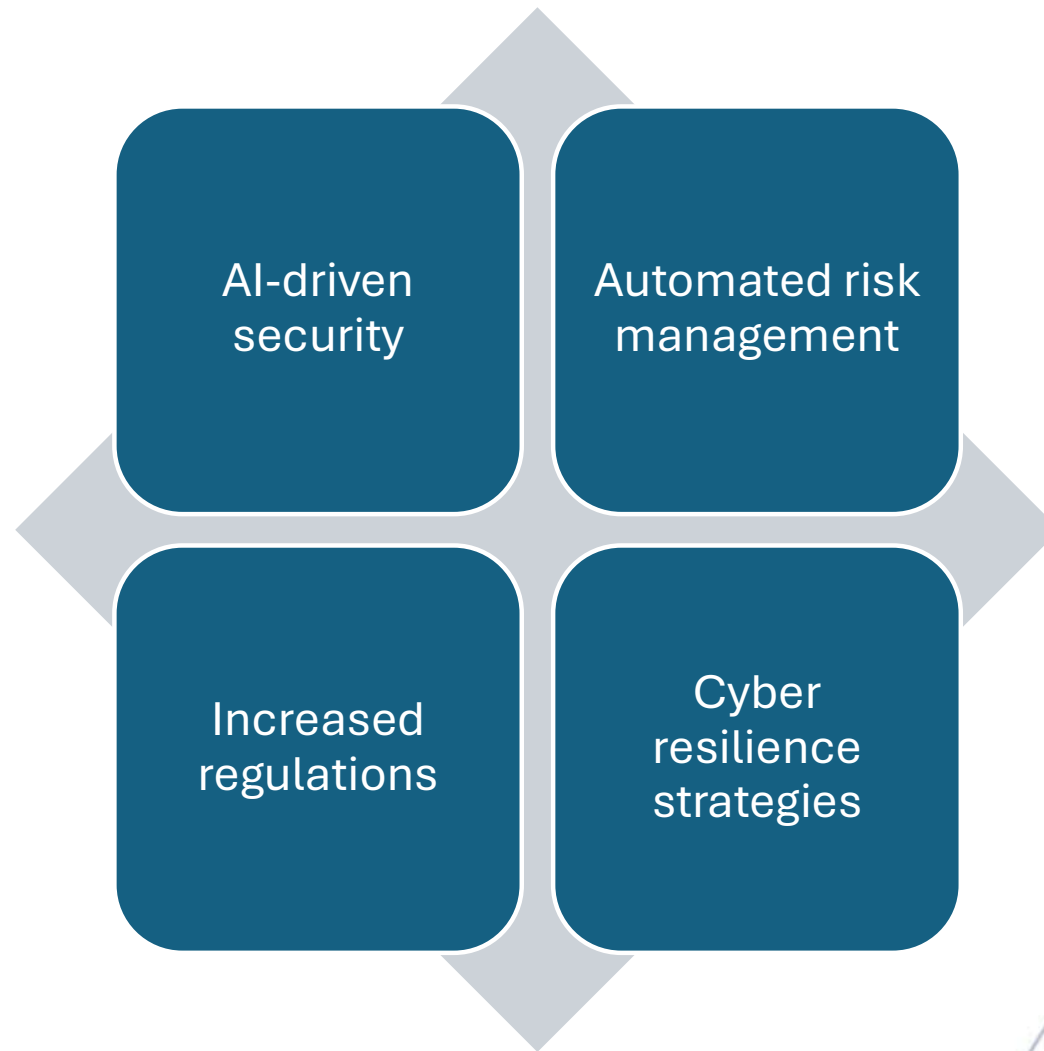 AI-driven
security
Automated risk
management
Increased
regulations
Cyber
resilience
strategies